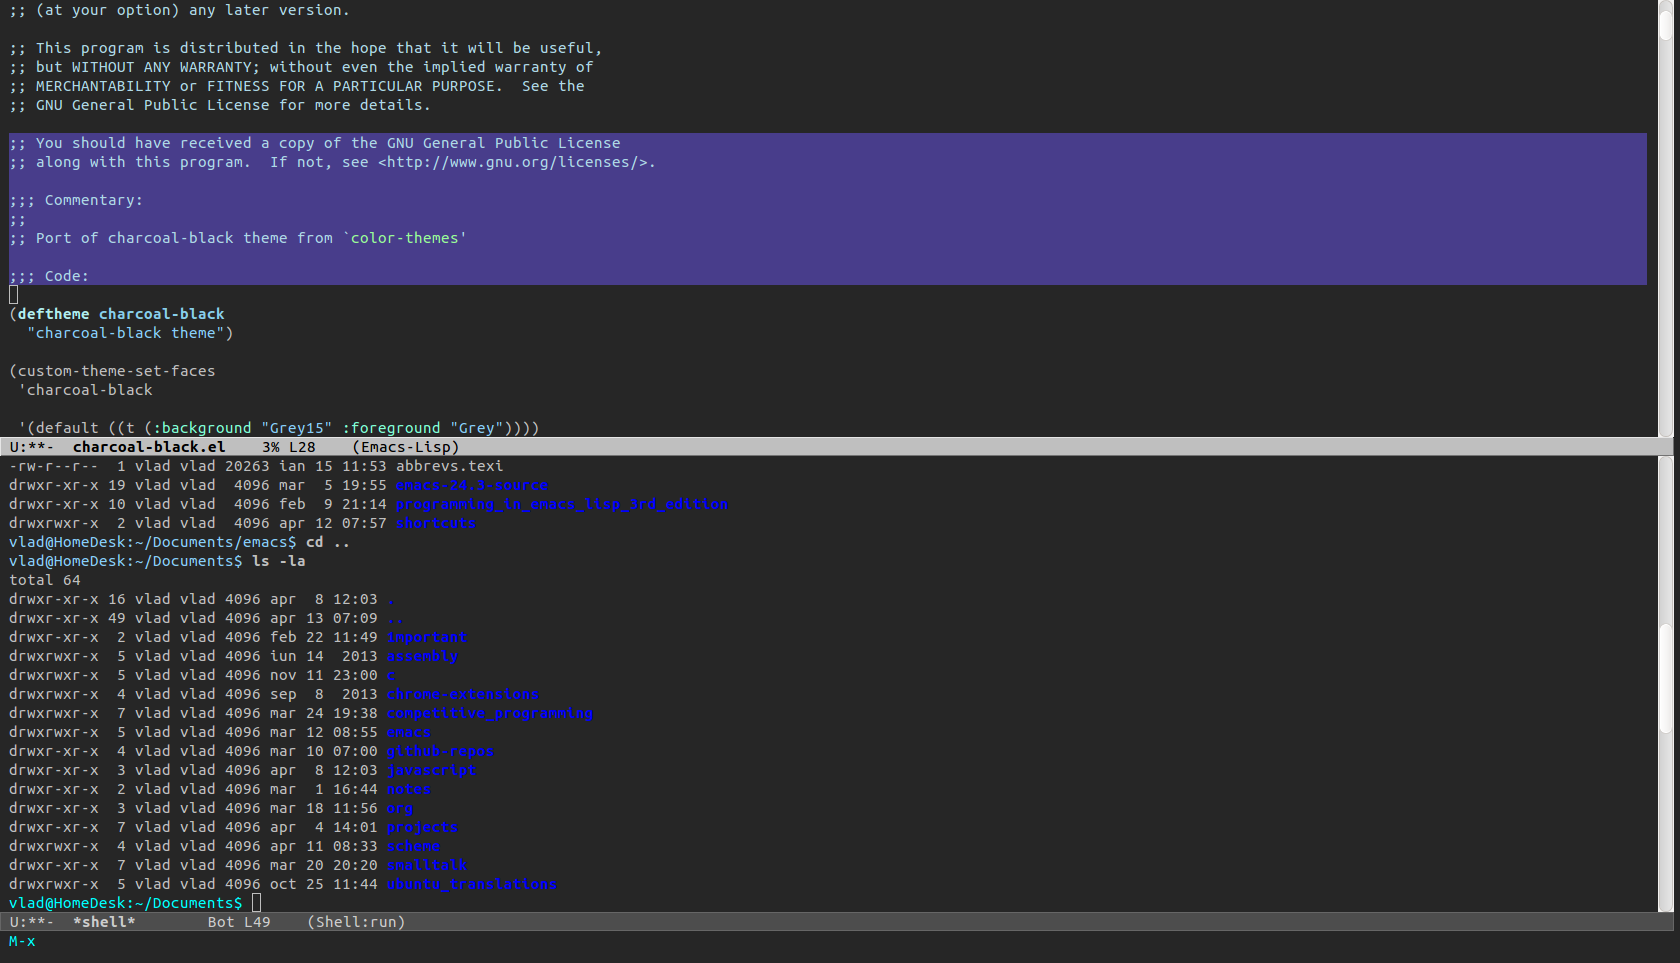 ;; (at your option) any later version.

;; This program is distributed in the hope that it will be useful,
;; but WITHOUT ANY WARRANTY; without even the implied warranty of
;; MERCHANTABILITY or FITNESS FOR A PARTICULAR PURPOSE.  See the
;; GNU General Public License for more details.

;; You should have received a copy of the GNU General Public License
;; along with this program.  If not, see <http://www.gnu.org/licenses/>.

;;; Commentary:
;;
;; Port of charcoal-black theme from `color-themes'

;;; Code:

(deftheme charcoal-black
  "charcoal-black theme")

(custom-theme-set-faces
 'charcoal-black

 '(default ((t (:background "Grey15" :foreground "Grey"))))
U:**-  charcoal-black.el    3% L28    (Emacs-Lisp)
-rw-r--r--  1 vlad vlad 20263 ian 15 11:53 abbrevs.texi
drwxr-xr-x 19 vlad vlad  4096 mar  5 19:55 emacs-24.3-source
drwxr-xr-x 10 vlad vlad  4096 feb  9 21:14 programming_in_emacs_lisp_3rd_edition
drwxrwxr-x  2 vlad vlad  4096 apr 12 07:57 shortcuts
vlad@HomeDesk:~/Documents/emacs$ cd ..
vlad@HomeDesk:~/Documents$ ls -la
total 64
drwxr-xr-x 16 vlad vlad 4096 apr  8 12:03 .
drwxr-xr-x 49 vlad vlad 4096 apr 13 07:09 ..
drwxr-xr-x  2 vlad vlad 4096 feb 22 11:49 1mportant
drwxrwxr-x  5 vlad vlad 4096 iun 14  2013 assembly
drwxrwxr-x  5 vlad vlad 4096 nov 11 23:00 c
drwxrwxr-x  4 vlad vlad 4096 sep  8  2013 chrome-extensions
drwxrwxr-x  7 vlad vlad 4096 mar 24 19:38 competitive_programming
drwxrwxr-x  5 vlad vlad 4096 mar 12 08:55 emacs
drwxrwxr-x  4 vlad vlad 4096 mar 10 07:00 github-repos
drwxrwxr-x  3 vlad vlad 4096 apr  8 12:03 javascript
drwxr-xr-x  2 vlad vlad 4096 mar  1 16:44 notes
drwxr-xr-x  3 vlad vlad 4096 mar 18 11:56 org
drwxr-xr-x  7 vlad vlad 4096 apr  4 14:01 projects
drwxrwxr-x  4 vlad vlad 4096 apr 11 08:33 scheme
drwxr-xr-x  7 vlad vlad 4096 mar 20 20:20 smalltalk
drwxrwxr-x  5 vlad vlad 4096 oct 25 11:44 ubuntu_translations
vlad@HomeDesk:~/Documents$
U:**-  *shell*        Bot L49    (Shell:run)
M-x